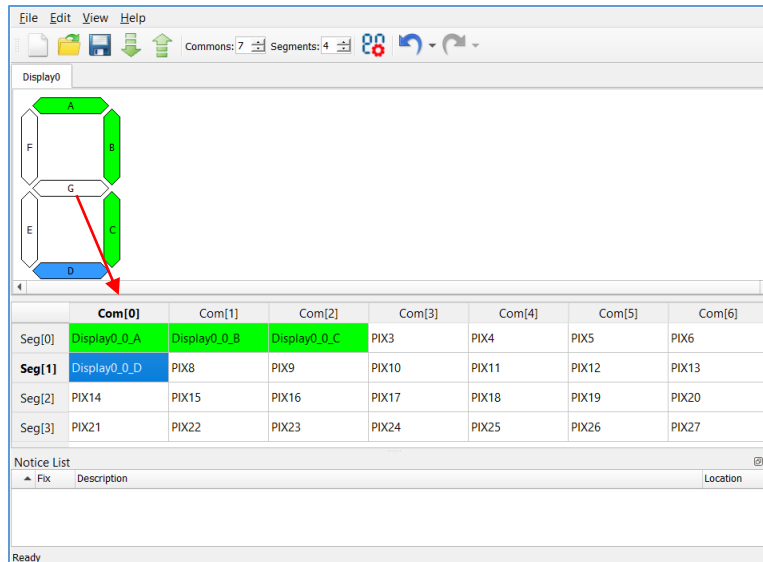 File Edit View Help
Commons: 7 Segments: 4
Display0
A
F B
G
E C
D
Com[0] Com[1] Com[2] Com[3] Com[4] Com[5] Com[6]
Seg[0] Display0_0_A Display0_0_B Display0_0_C PIX3 PIX4 PIX5 PIX6
Seg[1] Display0_0_D PIX8 PIX9 PIX10 PIX11 PIX12 PIX13
Seg[2] PIX14 PIX15 PIX16 PIX17 PIX18 PIX19 PIX20
Seg[3] PIX21 PIX22 PIX23 PIX24 PIX25 PIX26 PIX27
Notice List
Fix Description Location
Ready